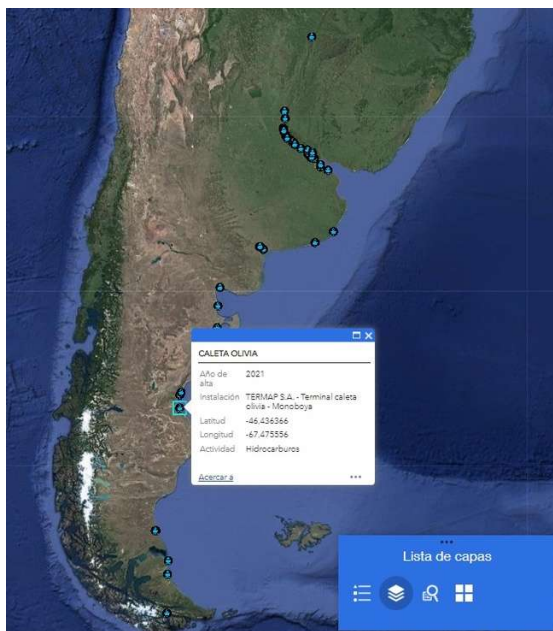 CALETA OLIVIA
Año de
alta
2021
Instalación
TERMAP S.A. - Terminal caleta
olivia - Monoboya
Latitud
-46,436366
Longitud
-67,475556
Actividad
Hidrocarburos
Acercar a
Lista de capas